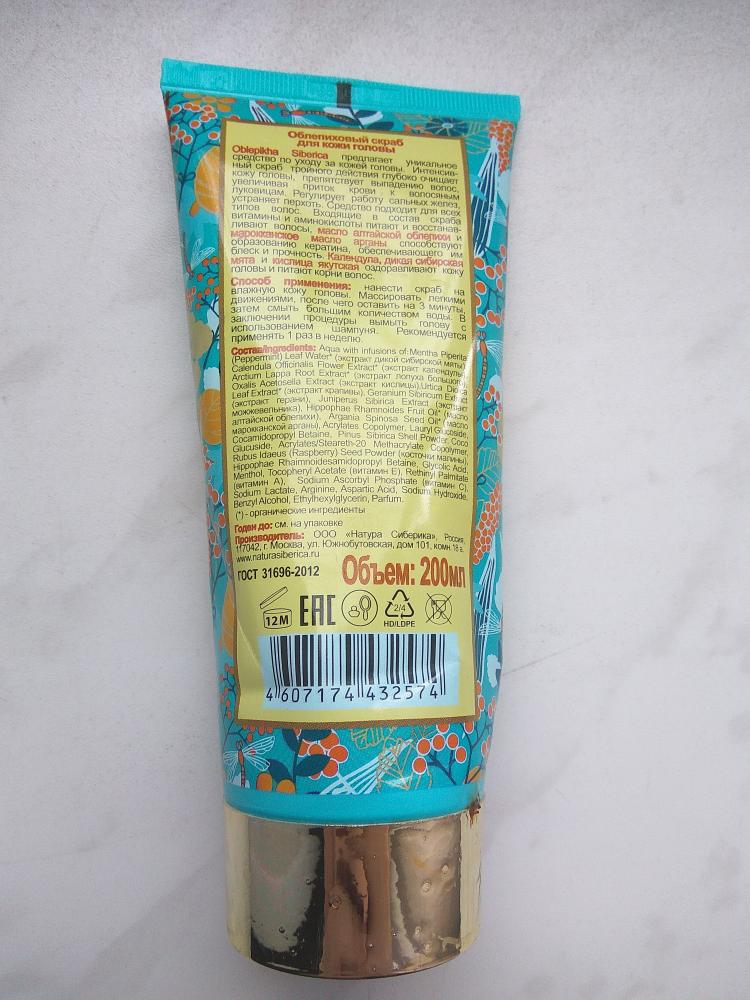 Облепиховый скраб
для кожи головы
Oblepikha Siberica предлагает уникальное
средство по уходу за кожей головы. Интенсив-
ный скраб тройного действия глубоко очищает
кожу головы, препятствует выпадению волос,
увеличивая приток крови к волосяным
луковицам. Регулирует работу сальных желез,
устраняет перхоть. Средство подходит для всех
типов волос. Входящие в состав скраба
витамины и аминокислоты питают и восстанав-
ливают волосы, масло алтайской облепихи и
марокканское масло арганы способствуют
образованию кератина, обеспечивающего им
блеск и прочность. Календула, дикая сибирская
мята и кислица якутская оздоравливают кожу
головы и питают корни волос.
Способ применения: нанести скраб на
влажную кожу головы. Массировать легкими
движениями, после чего оставить на 3 минуты,
затем смыть большим количеством воды. В
заключении процедуры вымыть голову с
использованием шампуня. Рекомендуется
применять 1 раз в неделю.
Состав/Ingredients: Aqua with infusions of:Mentha Piperita
(Peppermint) Leaf Water* (экстракт дикой сибирской мяты),
Calendula Officinalis Flower Extract* (экстракт календулы),
Arctium Lappa Root Extract* (экстракт лопуха большого),
Oxalis Acetosella Extract (экстракт кислицы),Urtica Dioica
Leaf Extract* (экстракт крапивы), Geranium Sibiricum Extract
(экстракт герани), Juniperus Sibirica Extract (экстракт
можжевельника), Hippophae Rhamnoides Fruit Oil* (масло
алтайской облепихи), Argania Spinosa Seed Oil* (масло
марокканской арганы), Acrylates Copolymer, Lauryl Glucoside,
Cocamidopropyl Betaine, Pinus Sibirica Shell Powder, Coco
Glucuside, Acrylates/Steareth-20 Methacrylate Copolymer,
Rubus Idaeus (Raspberry) Seed Powder (косточки малины),
Hippophae Rhaimnoidesamidopropyl Betaine, Glycolic Acid,
Menthol, Tocopheryl Acetate (витамин Е), Rethinyl Palmitate
(витамин А), Sodium Ascorbyl Phosphate (витамин С),
Sodium Lactate, Arginine, Aspartic Acid, Sodium Hydroxide,
Benzyl Alcohol, Ethylhexylglycerin, Parfum.
(*) - органические ингредиенты
Годен до: см. на упаковке
Производитель: ООО «Натура Сиберика», Россия,
117042, г. Москва, ул. Южнобутовская, дом 101, комн.18 а.
www.naturasiberica.ru
ГОСТ 31696-2012 Объем: 200мл
12M EAC 2/4
HD/LDPE
4 607174 432574